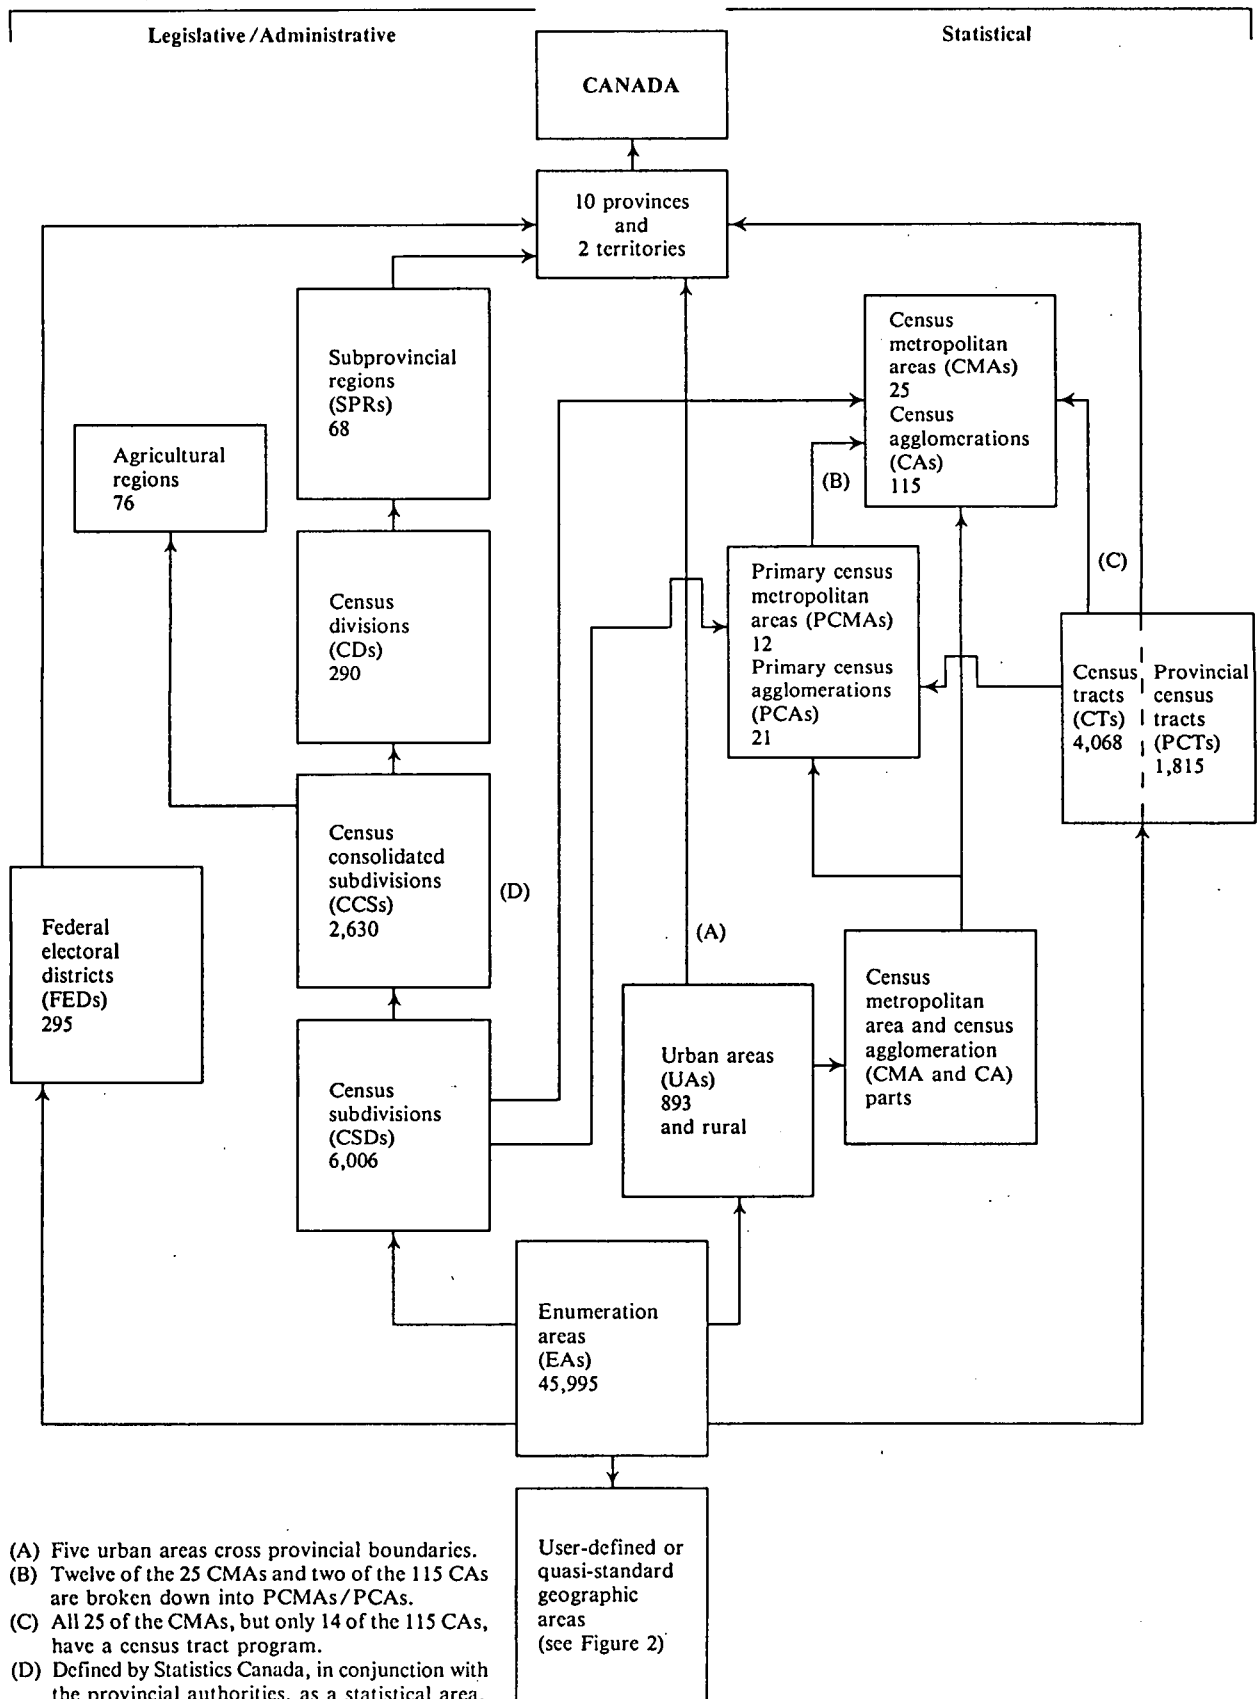 Legislative/Administrative
Statistical
CANADA
10 provinces
and
2 territories
Subprovincial
regions
(SPRs)
68
Census
metropolitan
areas (CMAs)
25
Census
agglomerations
(CAs)
115
Agricultural
regions
76
(B)
Census
divisions
(CDs)
290
Primary census
metropolitan
areas (PCMAs)
12
Primary census
agglomerations
(PCAs)
21
(C)
Census
tracts
(CTs)
4,068
Provincial
census
tracts
(PCTs)
1,815
Census
consolidated
subdivisions
(CCSs)
2,630
(D)
Federal
electoral
districts
(FEDs)
295
(A)
Census
metropolitan
area and census
agglomeration
(CMA and CA)
parts
Urban areas
(UAs)
893
and rural
Census
subdivisions
(CSDs)
6,006
Enumeration
areas
(EAs)
45,995
User-defined or
quasi-standard
geographic
areas
(see Figure 2)
(A) Five urban areas cross provincial boundaries.
(B) Twelve of the 25 CMAs and two of the 115 CAs
are broken down into PCMAs/PCAs.
(C) All 25 of the CMAs, but only 14 of the 115 CAs,
have a census tract program.
(D) Defined by Statistics Canada, in conjunction with
the provincial authorities, as a statistical area.